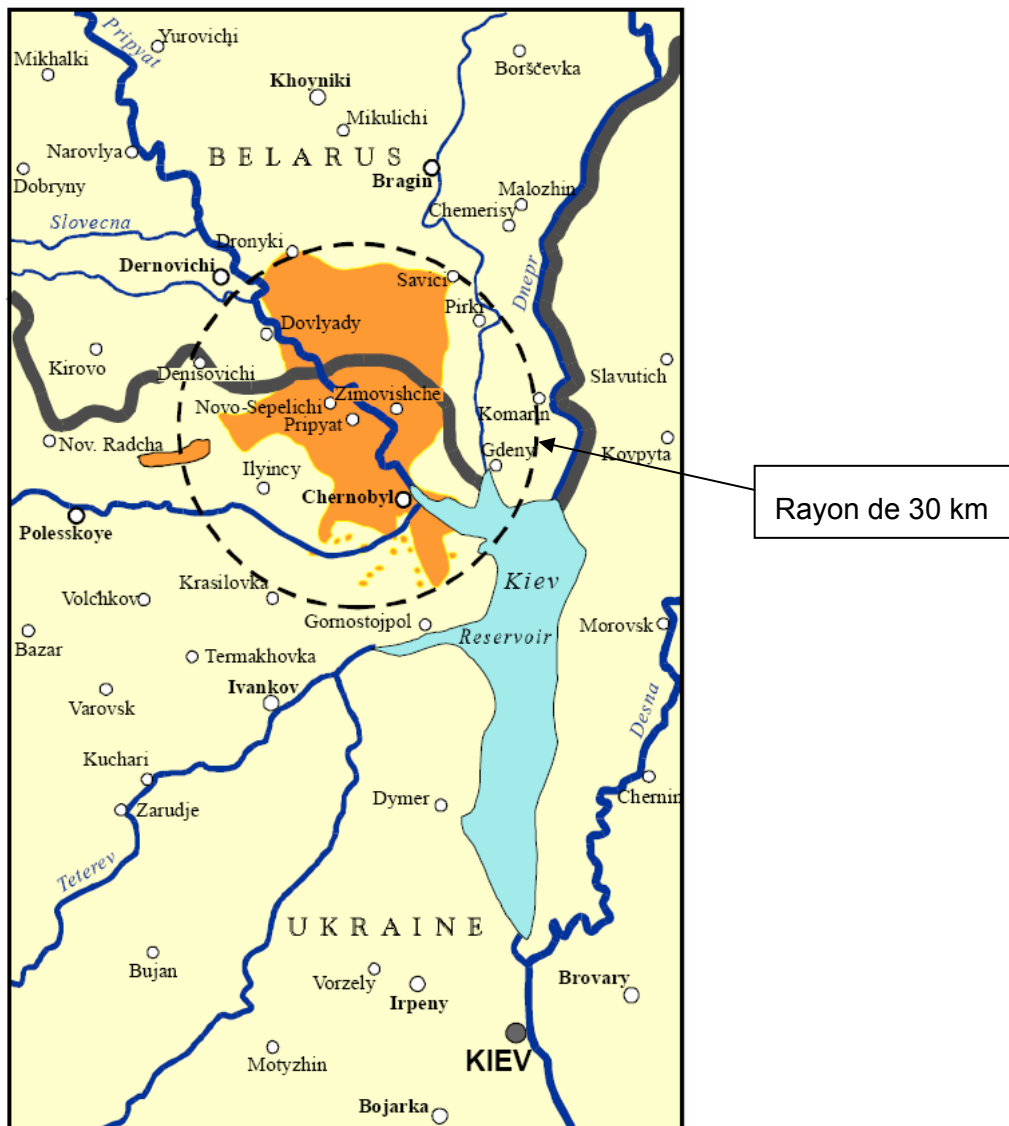 Yurovichi
Pripyat
Mikhalki
Borščevka
Khoyniki
Mikulichi
Narovlya
BELARUS
Dobryny
Bragin
Malozhin
Chemerisy
Slovecna
Dronyki
Dernovichi
Savici
Dnepr
Pirki
Dovlyady
Kirovo
Denisovichi
Slavutich
Novo-Sepelichi
Zimovishche
Komarin
Pripyat
Nov. Radcha
Gdeny
Kovpyta
Ilyincy
Chernobyl
Rayon de 30 km
Polesskoye
Krasilovka
Kiev
Volchkov
Gornostojpol
Reservoir
Morovsk
Bazar
Termakhovka
Ivankov
Varovsk
Desna
Kuchari
Dymer
Chernin
Zarudje
Teterev
UKRAINE
Bujan
Vorzely
Irpeny
Brovary
KIEV
Motyzhin
Bojarka